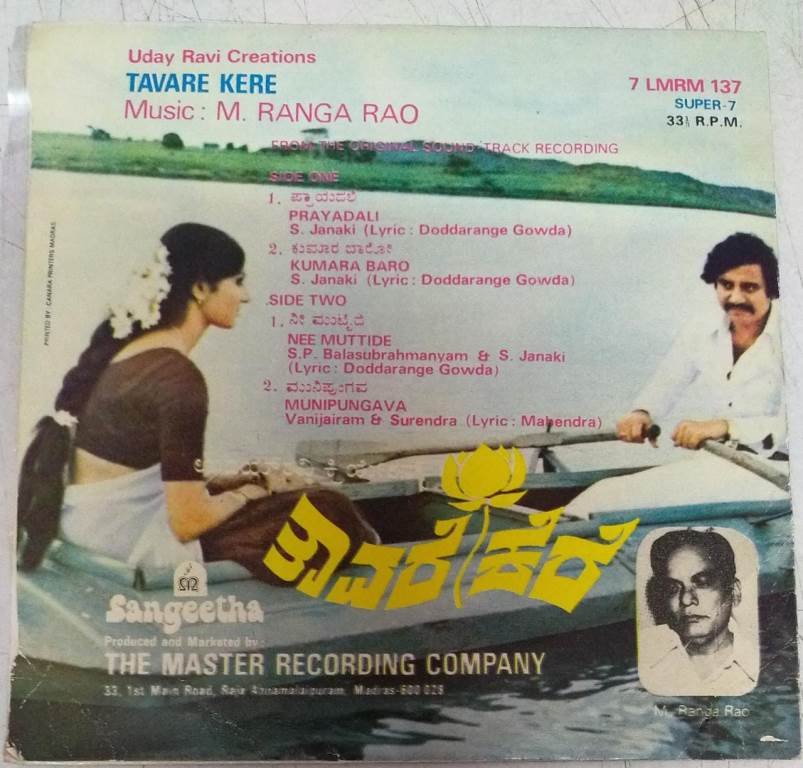 Uday Ravi Creations
TAVARE KERE
Music : M. RANGA RAO
7 LMRM 137
SUPER-7
33⅓ R.P.M.
FROM THE ORIGINAL SOUND TRACK RECORDING
SIDE ONE
1. ಪ್ರಾಯದಲಿ
PRAYADALI
S. Janaki (Lyric : Doddarange Gowda)
2. ಕುಮಾರ ಬಾರೋ
KUMARA BARO
S. Janaki (Lyric : Doddarange Gowda)
SIDE TWO
1. ನೀ ಮುಟ್ಟಿದೆ
NEE MUTTIDE
S.P. Balasubrahmanyam & S. Janaki
(Lyric : Doddarange Gowda)
2. ಮುನಿಪುಂಗವ
MUNIPUNGAVA
Vanijairam & Surendra (Lyric : Mahendra)
PRINTED BY : CANARA PRINTERS MADRAS
ತಾವರೆ ಕೆರೆ
Sangeetha
Produced and Marketed by :
THE MASTER RECORDING COMPANY
33, 1st Main Road, Raja Annamalaipuram, Madras-600 028
M. Ranga Rao